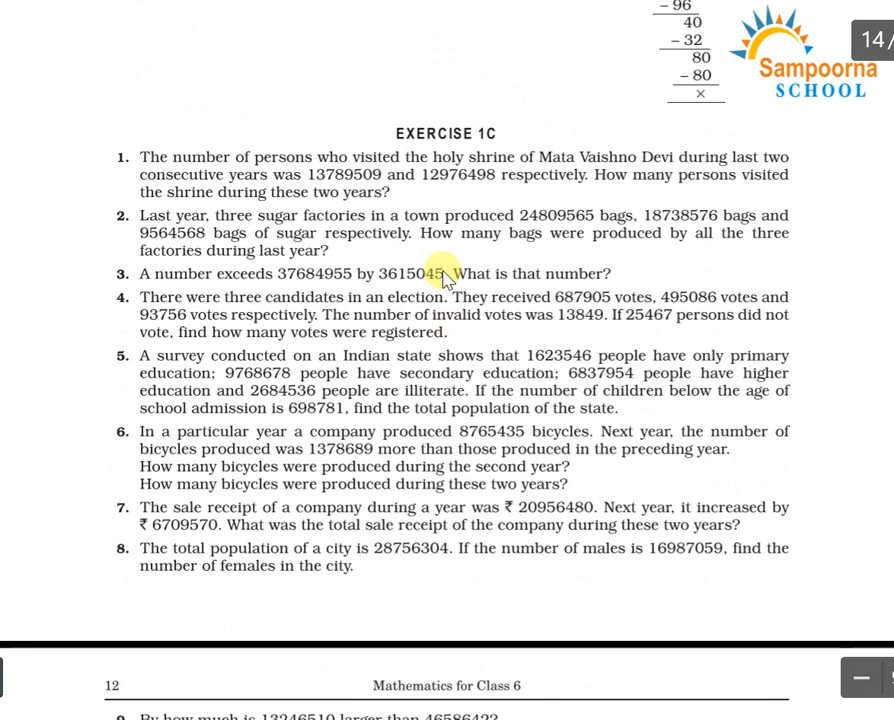 – 96
40
– 32
80
– 80
×
14/
Sampoorna
SCHOOL
EXERCISE 1C
1. The number of persons who visited the holy shrine of Mata Vaishno Devi during last two
consecutive years was 13789509 and 12976498 respectively. How many persons visited
the shrine during these two years?
2. Last year, three sugar factories in a town produced 24809565 bags, 18738576 bags and
9564568 bags of sugar respectively. How many bags were produced by all the three
factories during last year?
3. A number exceeds 37684955 by 3615045. What is that number?
4. There were three candidates in an election. They received 687905 votes, 495086 votes and
93756 votes respectively. The number of invalid votes was 13849. If 25467 persons did not
vote, find how many votes were registered.
5. A survey conducted on an Indian state shows that 1623546 people have only primary
education; 9768678 people have secondary education; 6837954 people have higher
education and 2684536 people are illiterate. If the number of children below the age of
school admission is 698781, find the total population of the state.
6. In a particular year a company produced 8765435 bicycles. Next year, the number of
bicycles produced was 1378689 more than those produced in the preceding year.
How many bicycles were produced during the second year?
How many bicycles were produced during these two years?
7. The sale receipt of a company during a year was ₹ 20956480. Next year, it increased by
₹ 6709570. What was the total sale receipt of the company during these two years?
8. The total population of a city is 28756304. If the number of males is 16987059, find the
number of females in the city.
12 Mathematics for Class 6
9. By how much is 13246510 larger than 4658642?